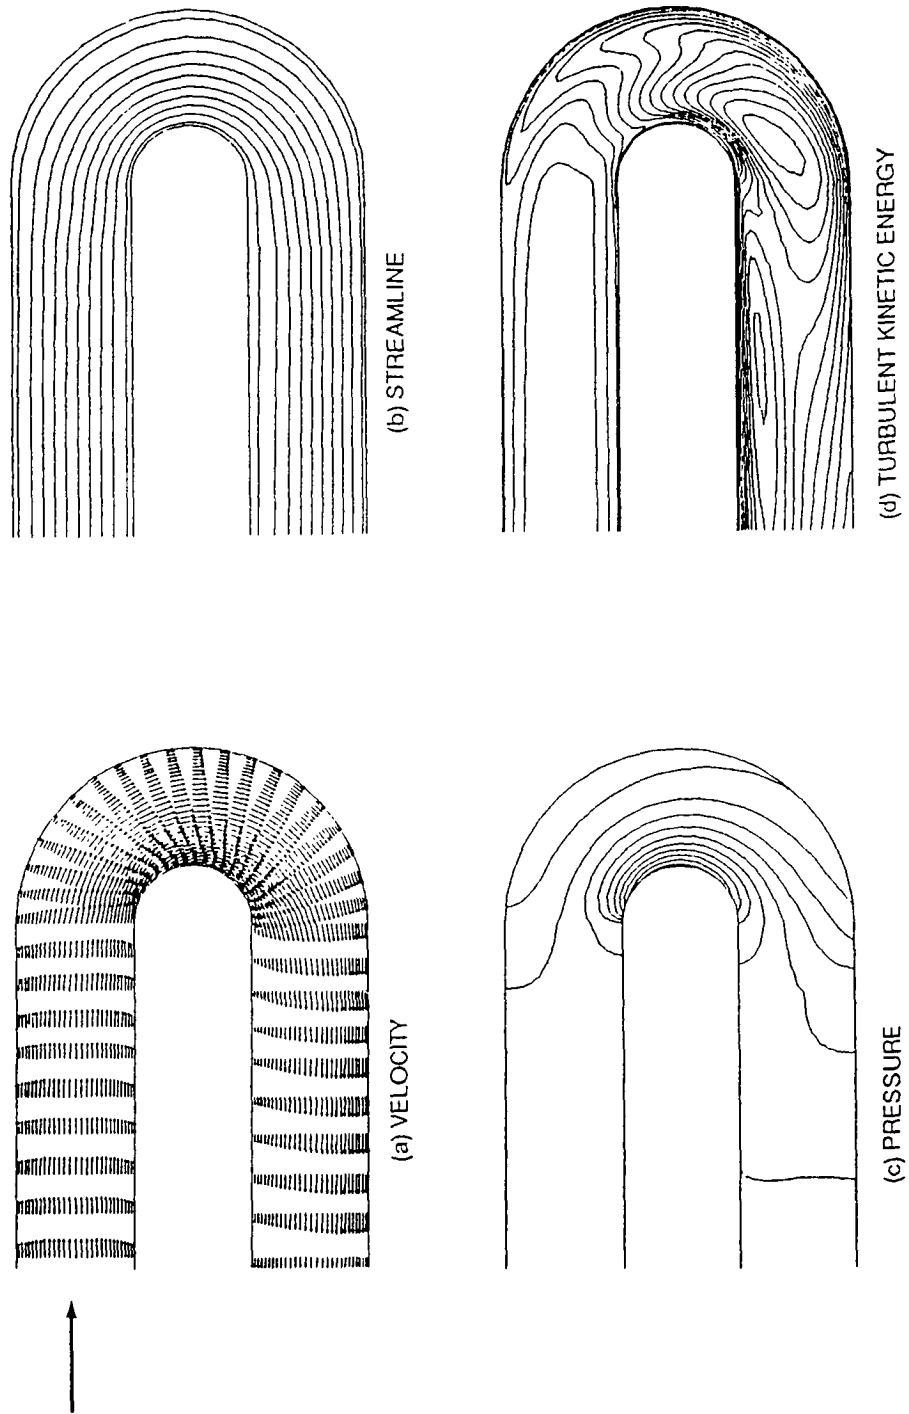 (a) VELOCITY
(b) STREAMLINE
(c) PRESSURE
(d) TURBULENT KINETIC ENERGY